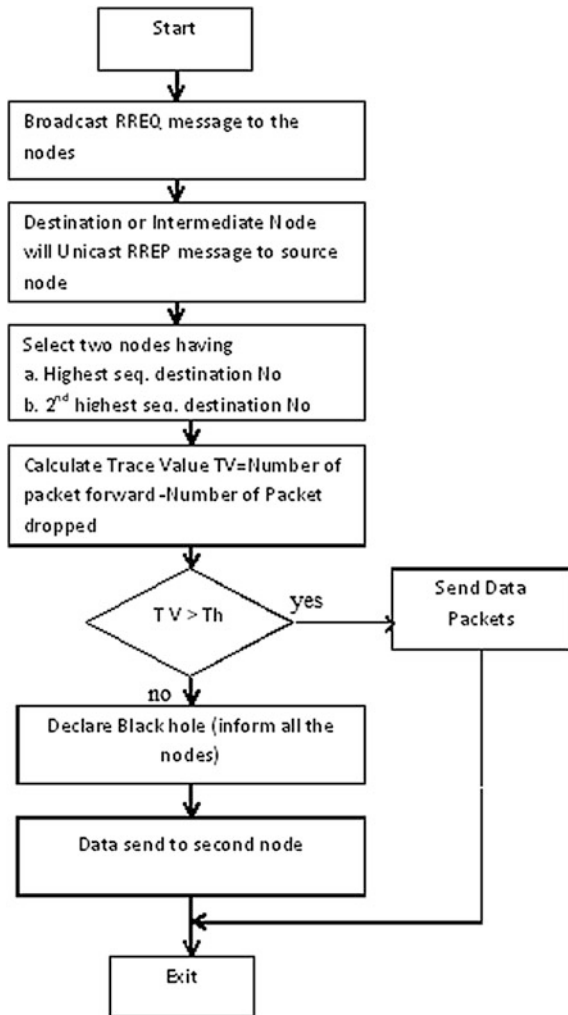 Start
Broadcast RREQ message to the
nodes
Destination or Intermediate Node
will Unicast RREP message to source
node
Select two nodes having
a. Highest seq. destination No
b. 2nd highest seq. destination No
Calculate Trace Value TV=Number of
packet forward -Number of Packet
dropped
T V > Th
yes
Send Data
Packets
no
Declare Black hole (inform all the
nodes)
Data send to second node
Exit